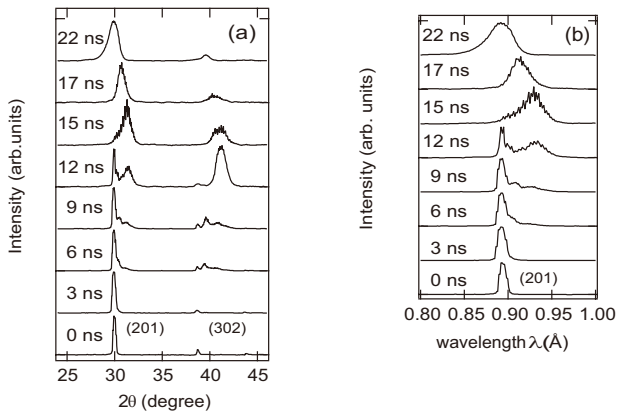 (a)
22 ns
17 ns
15 ns
12 ns
9 ns
6 ns
3 ns
0 ns
(201)
(302)
25 30 35 40 45
2θ (degree)
Intensity (arb.units)
(b)
22 ns
17 ns
15 ns
12 ns
9 ns
6 ns
3 ns
0 ns
(201)
0.80 0.85 0.90 0.95 1.00
wavelength λ(Å)
Intensity (arb. units)